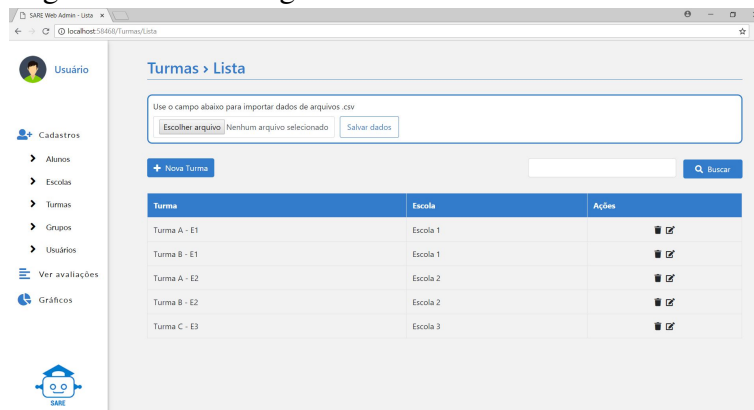 SARE Web Admin - Lista
localhost:58468/Turmas/Lista
Usuário
Cadastros
Alunos
Escolas
Turmas
Grupos
Usuários
Ver avaliações
Gráficos
SARE
Turmas › Lista
Use o campo abaixo para importar dados de arquivos .csv
Escolher arquivo Nenhum arquivo selecionado Salvar dados
+ Nova Turma Buscar
Turma Escola Ações
Turma A - E1 Escola 1
Turma B - E1 Escola 1
Turma A - E2 Escola 2
Turma B - E2 Escola 2
Turma C - E3 Escola 3